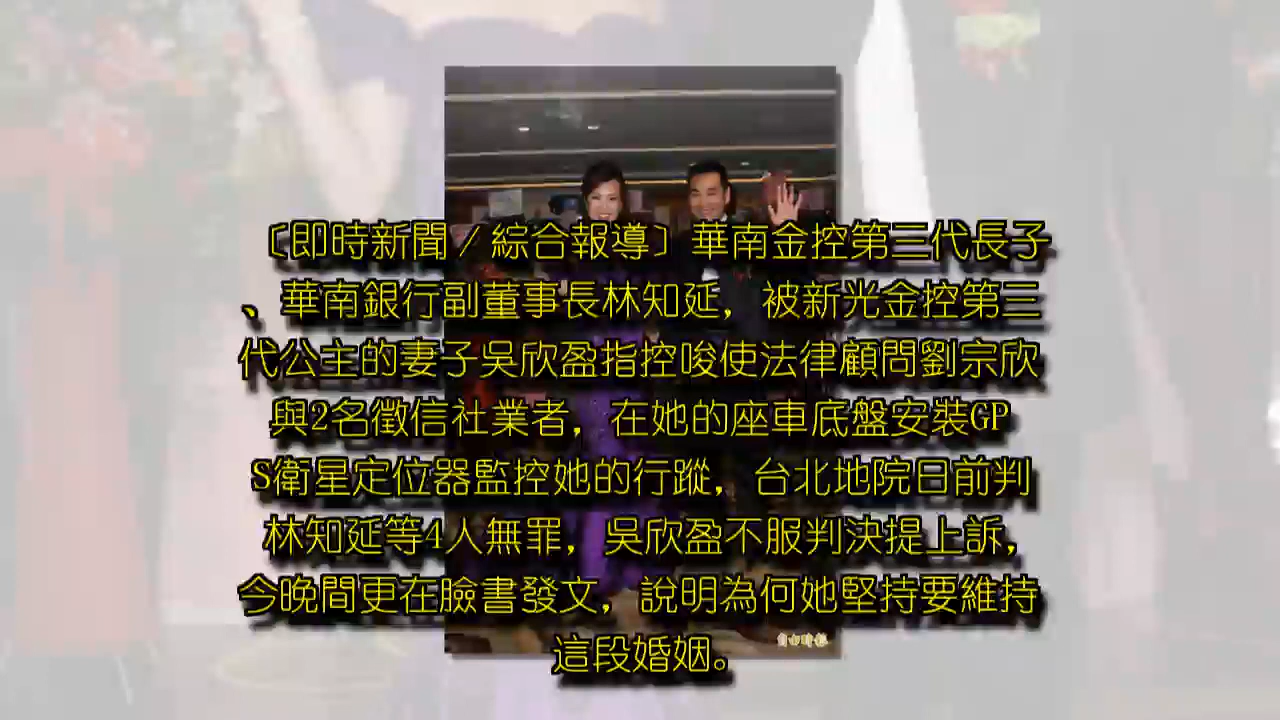 〔即時新聞／綜合報導〕華南金控第三代長子
、華南銀行副董事長林知延，被新光金控第三
代公主的妻子吳欣盈指控唆使法律顧問劉宗欣
與2名徵信社業者，在她的座車底盤安裝GP
S衛星定位器監控她的行蹤，台北地院日前判
林知延等4人無罪，吳欣盈不服判決提上訴，
今晚間更在臉書發文，說明為何她堅持要維持
這段婚姻。
自由時報